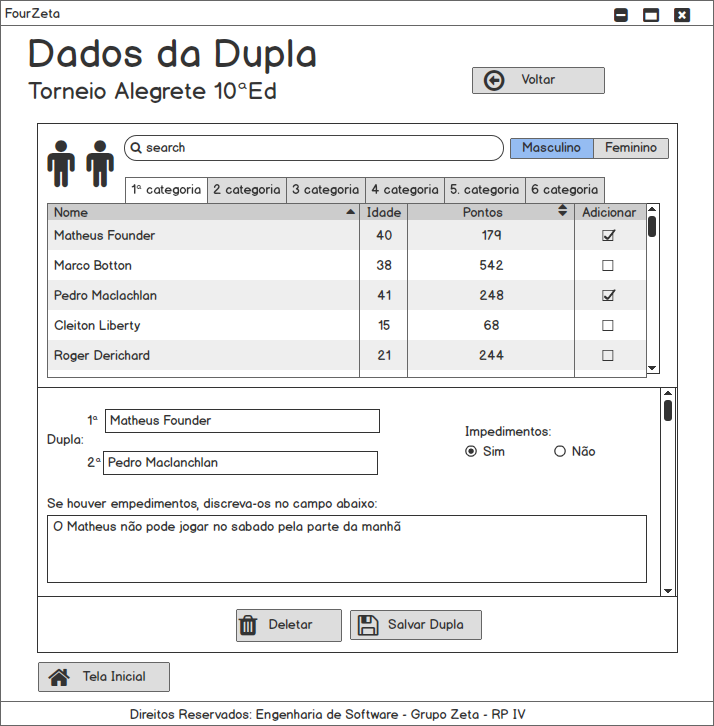 FourZeta
Dados da Dupla
Torneio Alegrete 10ªEd
Voltar
search
Masculino Feminino
1ª categoria 2 categoria 3 categoria 4 categoria 5. categoria 6 categoria
Nome Idade Pontos Adicionar
Matheus Founder 40 179
Marco Botton 38 542
Pedro Maclachlan 41 248
Cleiton Liberty 15 68
Roger Derichard 21 244
1ª Matheus Founder
Dupla:
2ª Pedro Maclanchlan
Impedimentos:
Sim Não
Se houver empedimentos, discreva-os no campo abaixo:
O Matheus não pode jogar no sabado pela parte da manhã
Deletar Salvar Dupla
Tela Inicial
Direitos Reservados: Engenharia de Software - Grupo Zeta - RP IV